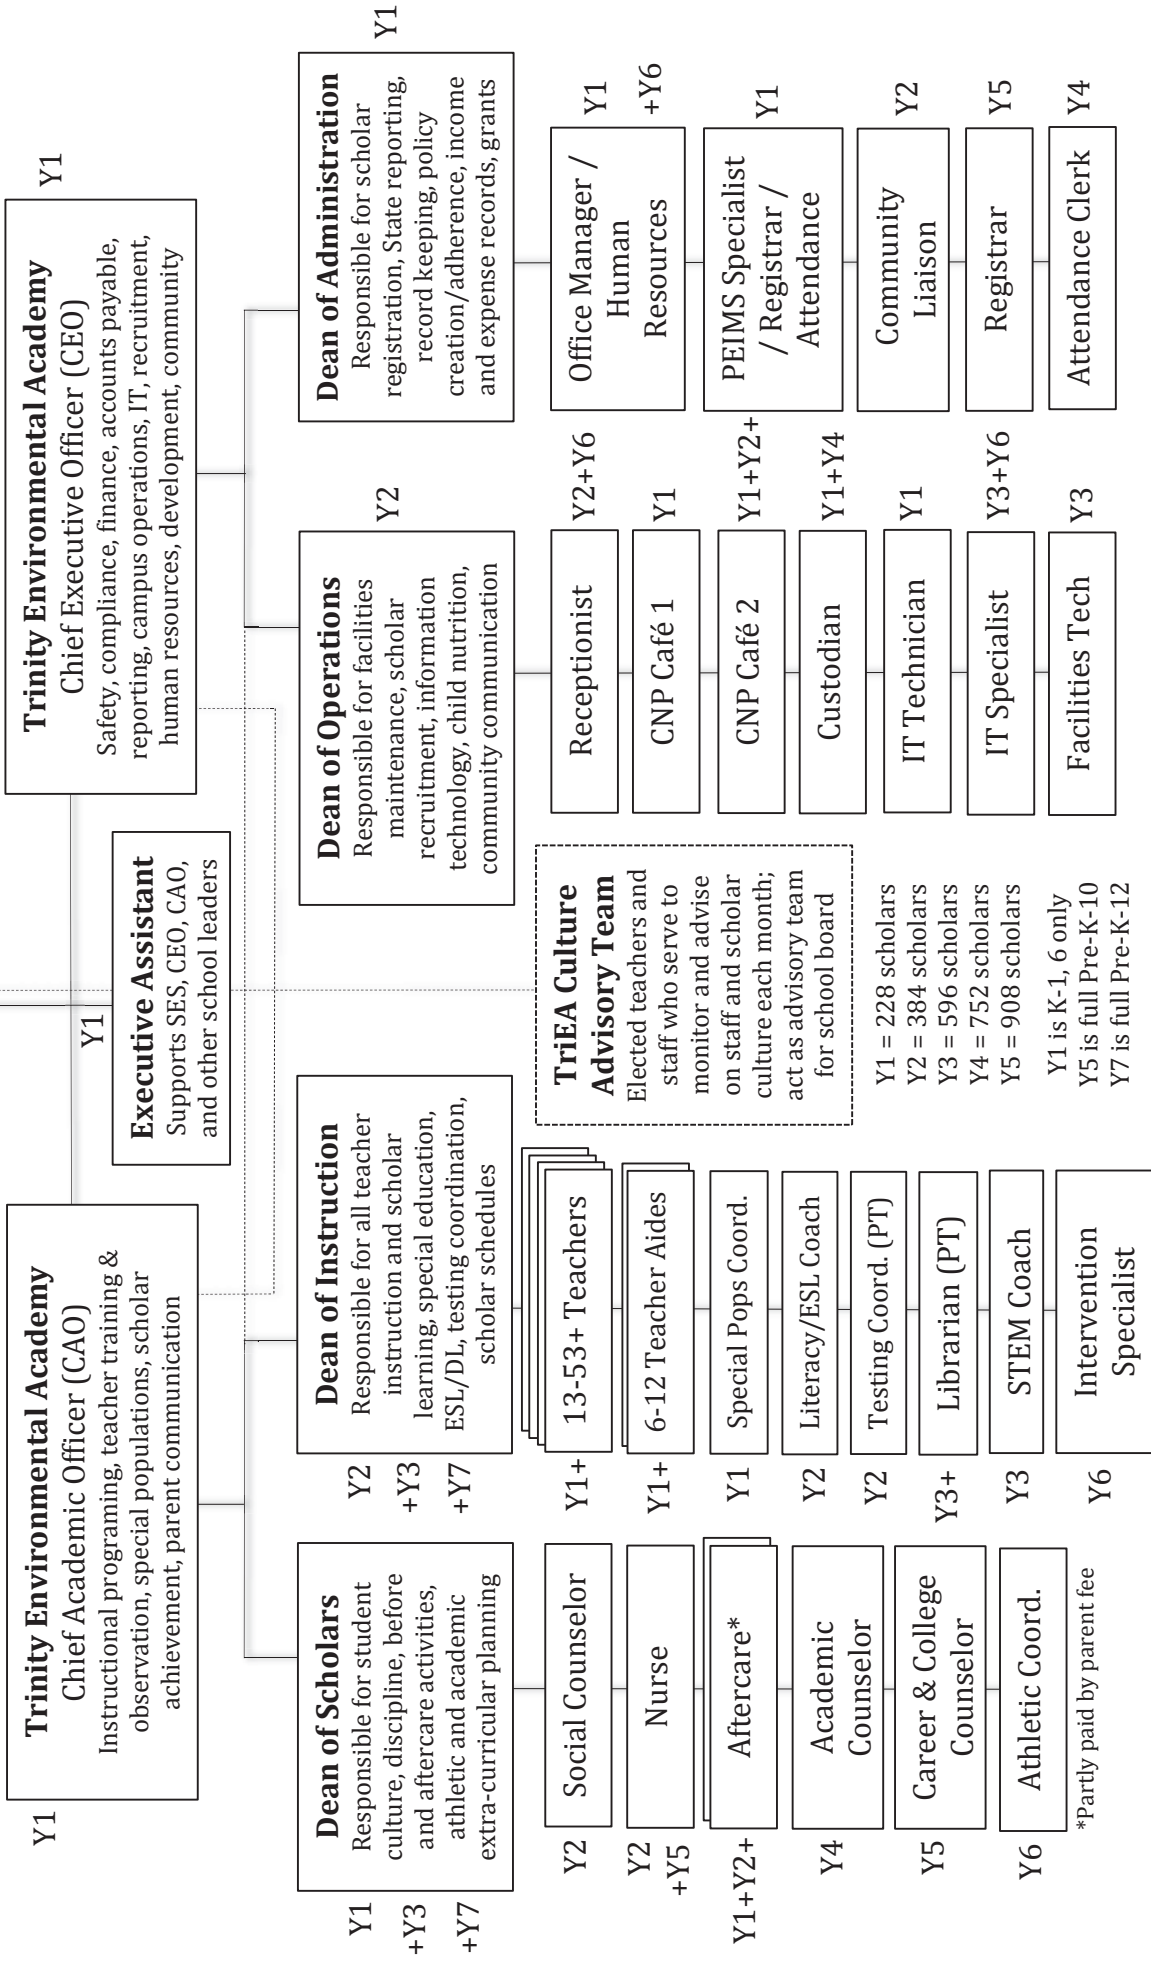 Y1
Trinity Environmental Academy
Chief Academic Officer (CAO)
Instructional programing, teacher training &
observation, special populations, scholar
achievement, parent communication
Y1
Executive Assistant
Supports SES, CEO, CAO,
and other school leaders
Trinity Environmental Academy
Chief Executive Officer (CEO)
Safety, compliance, finance, accounts payable,
reporting, campus operations, IT, recruitment,
human resources, development, community
Y1
Y1
+Y3
+Y7
Dean of Scholars
Responsible for student
culture, discipline, before
and aftercare activities,
athletic and academic
extra-curricular planning
Y2
Social Counselor
Y2
+Y5
Nurse
Y1+Y2+
Aftercare*
Y4
Academic
Counselor
Y5
Career & College
Counselor
Y6
Athletic Coord.
*Partly paid by parent fee
Y2
+Y3
+Y7
Dean of Instruction
Responsible for all teacher
instruction and scholar
learning, special education,
ESL/DL, testing coordination,
scholar schedules
Y1+
13-53+ Teachers
Y1+
6-12 Teacher Aides
Y1
Special Pops Coord.
Y2
Literacy/ESL Coach
Y2
Testing Coord. (PT)
Y3+
Librarian (PT)
Y3
STEM Coach
Y6
Intervention
Specialist
TriEA Culture
Advisory Team
Elected teachers and
staff who serve to
monitor and advise
on staff and scholar
culture each month;
act as advisory team
for school board
Y1 = 228 scholars
Y2 = 384 scholars
Y3 = 596 scholars
Y4 = 752 scholars
Y5 = 908 scholars
Y1 is K-1, 6 only
Y5 is full Pre-K-10
Y7 is full Pre-K-12
Dean of Operations
Responsible for facilities
maintenance, scholar
recruitment, information
technology, child nutrition,
community communication
Y2
Receptionist
Y2+Y6
CNP Café 1
Y1
CNP Café 2
Y1+Y2+
Custodian
Y1+Y4
IT Technician
Y1
IT Specialist
Y3+Y6
Facilities Tech
Y3
Dean of Administration
Responsible for scholar
registration, State reporting,
record keeping, policy
creation/adherence, income
and expense records, grants
Y1
Office Manager /
Human
Resources
Y1
+Y6
PEIMS Specialist
/ Registrar /
Attendance
Y1
Community
Liaison
Y2
Registrar
Y5
Attendance Clerk
Y4